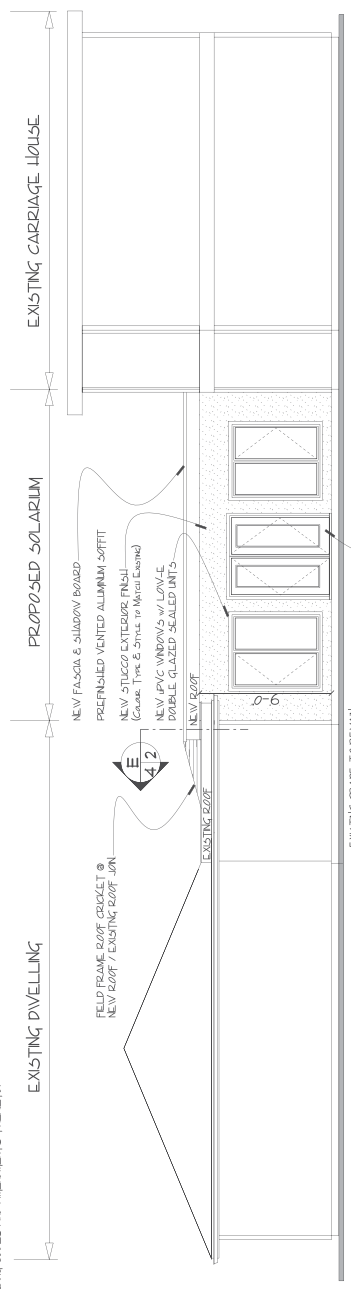 EXISTING DWELLING
PROPOSED SOLARIUM
EXISTING CARRIAGE HOUSE
NEW FASCIA & SHADOW BOARD
PREFINISHED VENTED ALUMINUM SOFFIT
NEW STUCCO EXTERIOR FINISH
(Color Type & Style to Match Existing)
NEW uPVC WINDOWS w/ LOW-E
DOUBLE GLAZED SEALED UNITS
NEW ROOF
FIELD FRAME ROOF CRICKET @
NEW ROOF / EXISTING ROOF JOIN
E
4 2
EXISTING ROOF
9'-0"